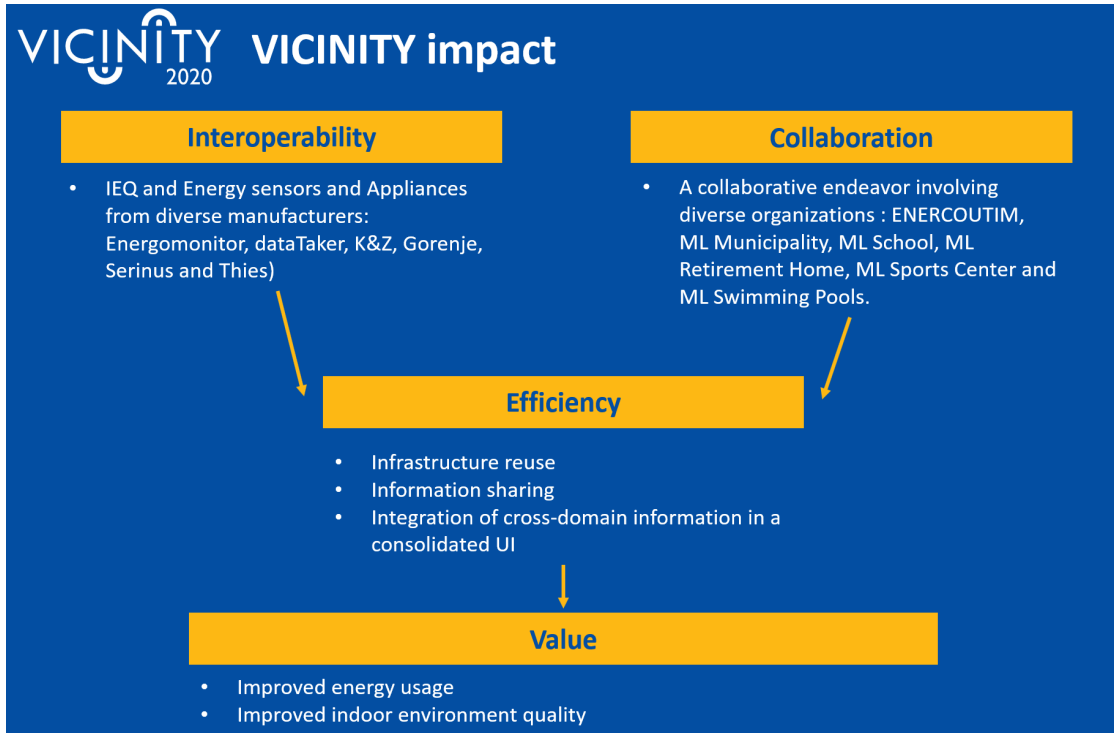 VICINITY
2020
VICINITY impact
Interoperability
• IEQ and Energy sensors and Appliances
from diverse manufacturers:
Energomonitor, dataTaker, K&Z, Gorenje,
Serinus and Thies)
Collaboration
• A collaborative endeavor involving
diverse organizations : ENERCOUTIM,
ML Municipality, ML School, ML
Retirement Home, ML Sports Center and
ML Swimming Pools.
Efficiency
• Infrastructure reuse
• Information sharing
• Integration of cross-domain information in a
consolidated UI
Value
• Improved energy usage
• Improved indoor environment quality